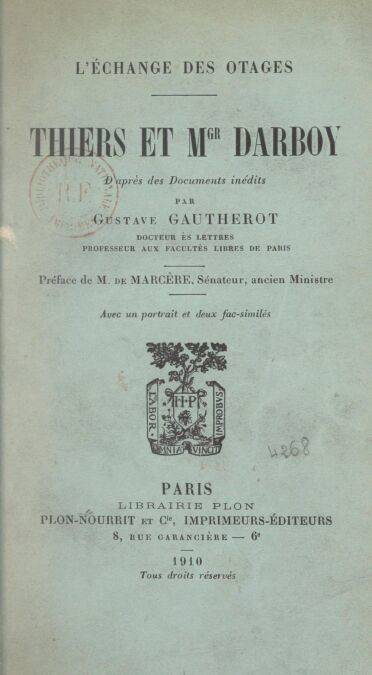 L'ÉCHANGE DES OTAGES
THIERS ET MGR DARBOY
D'après des Documents inédits
PAR
GUSTAVE GAUTHEROT
DOCTEUR ÈS LETTRES
PROFESSEUR AUX FACULTÉS LIBRES DE PARIS
Préface de M. DE MARCÈRE, Sénateur, ancien Ministre
Avec un portrait et deux fac-similés
H P
LABOR OMNIA VINCIT IMPROBVS
4268
PARIS
LIBRAIRIE PLON
PLON-NOURRIT ET Cie, IMPRIMEURS-ÉDITEURS
8, RUE GARANCIÈRE — 6e
1910
Tous droits réservés
R.F